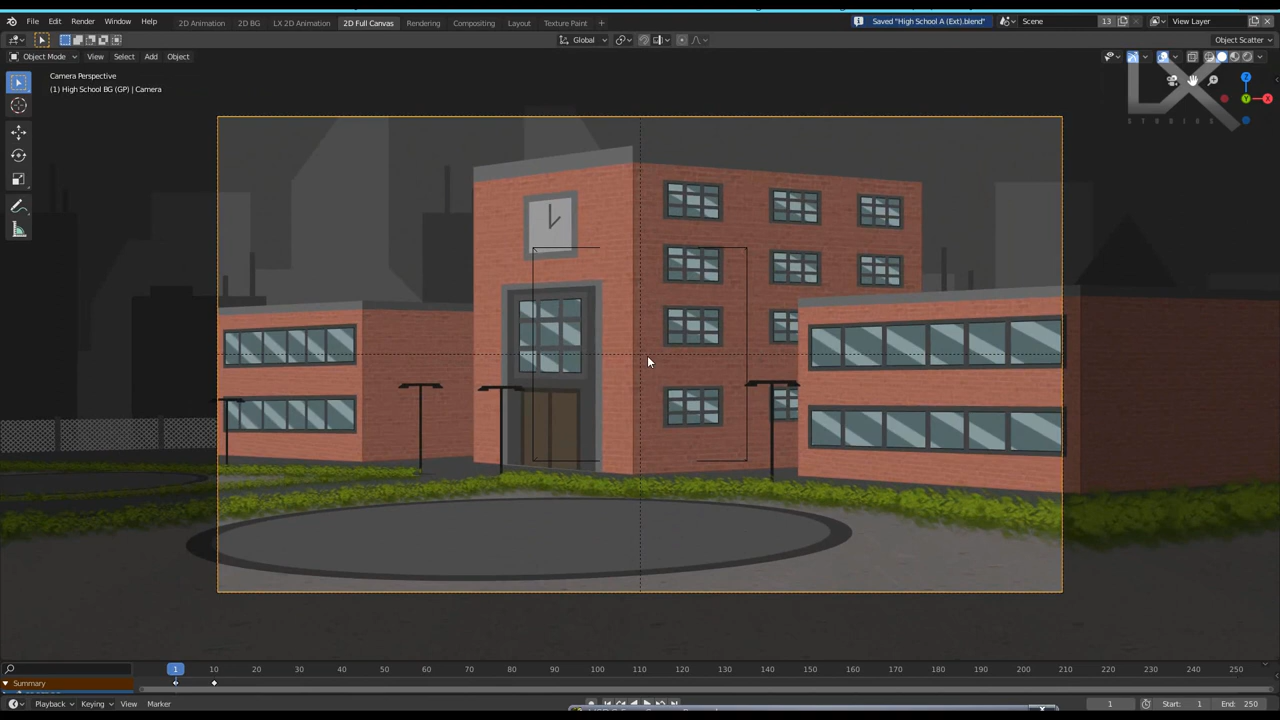 File Edit Render Window Help 2D Animation 2D BG LX 2D Animation 2D Full Canvas Rendering Compositing Layout Texture Paint + Saved "High School A (Ext).blend" Scene 13 View Layer
Global Object Scatter
Object Mode View Select Add Object
Camera Perspective
(1) High School BG (GP) | Camera
LX
STUDIOS
Z
Y X
1 10 20 30 40 50 60 70 80 90 100 110 120 130 140 150 160 170 180 190 200 210 220 230 240 250
Summary
Playback Keying View Marker 1 Start: 1 End: 250